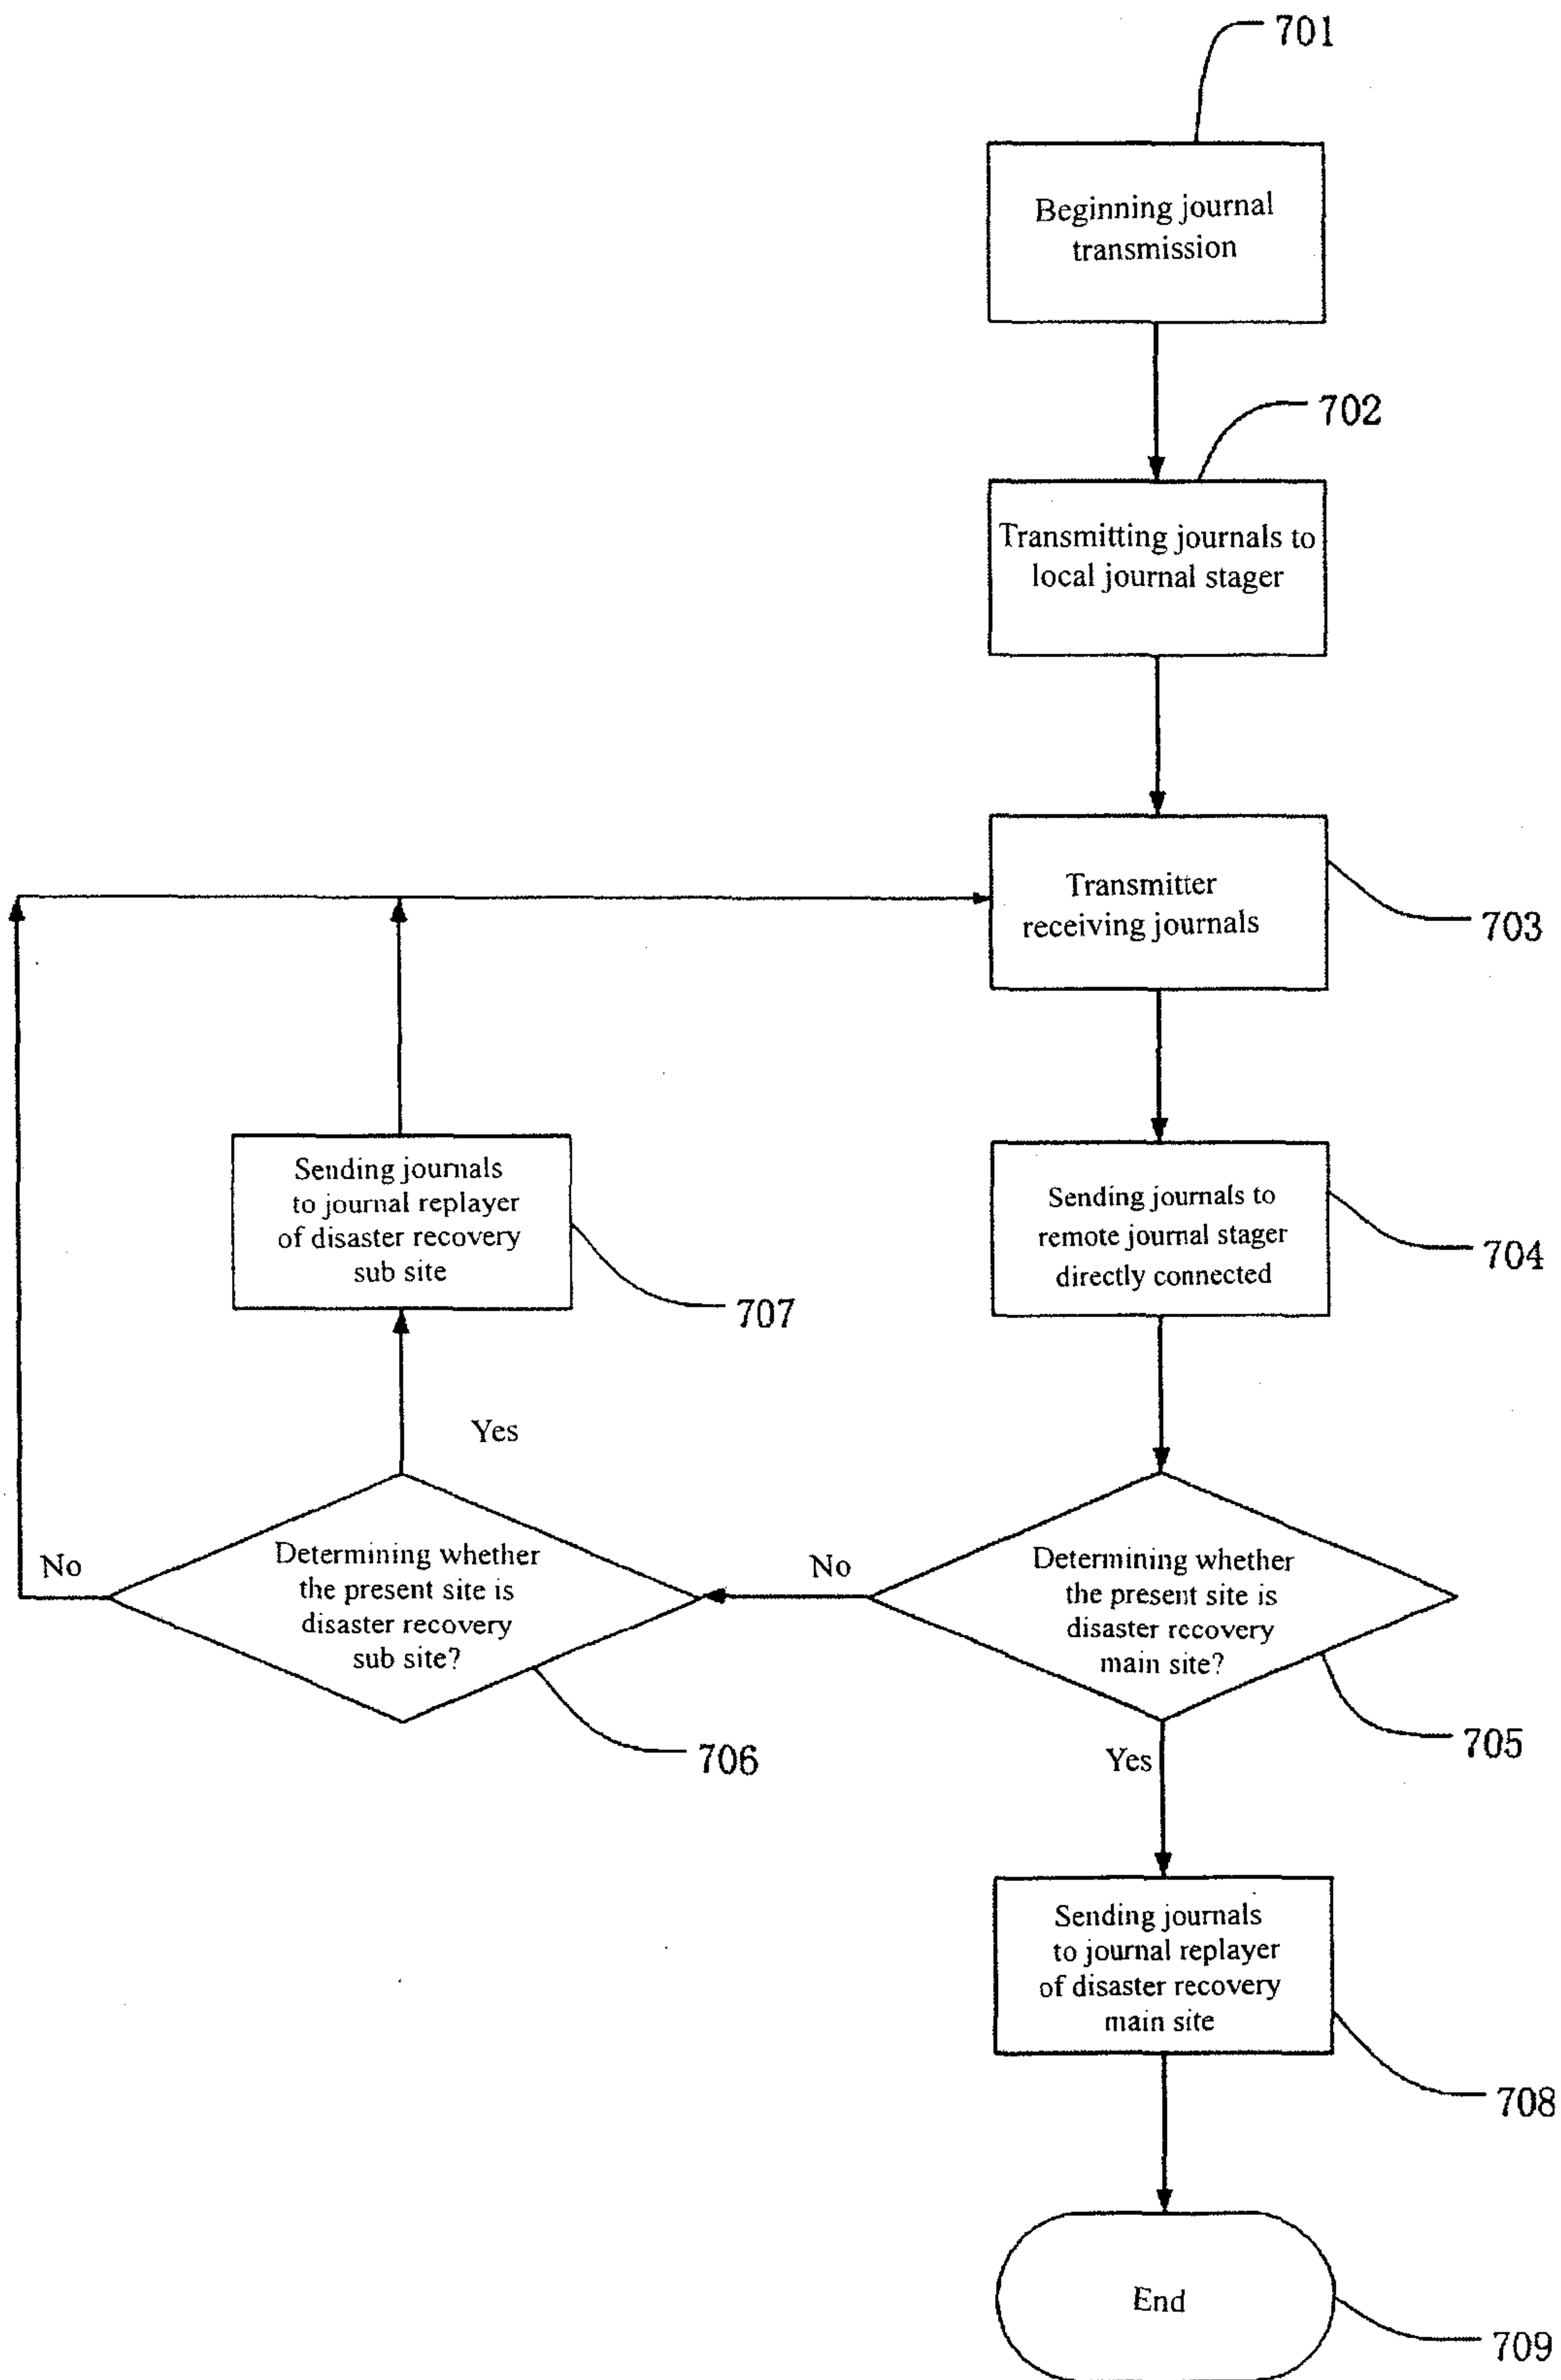 701
Beginning journal
transmission
702
Transmitting journals to
local journal stager
Transmitter
receiving journals
703
Sending journals to
remote journal stager
directly connected
704
Sending journals
to journal replayer
of disaster recovery
sub site
707
Yes
No
Determining whether
the present site is
disaster recovery
sub site?
706
No
Determining whether
the present site is
disaster recovery
main site?
705
Yes
Sending journals
to journal replayer
of disaster recovery
main site
708
End
709